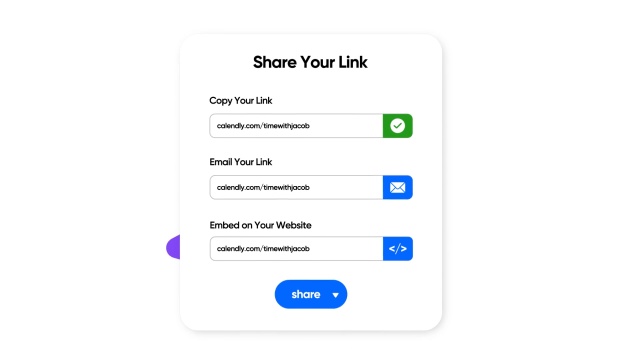 Share Your Link
Copy Your Link
calendly.com/timewithjacob
Email Your Link
calendly.com/timewithjacob
Embed on Your Website
calendly.com/timewithjacob
</>
share